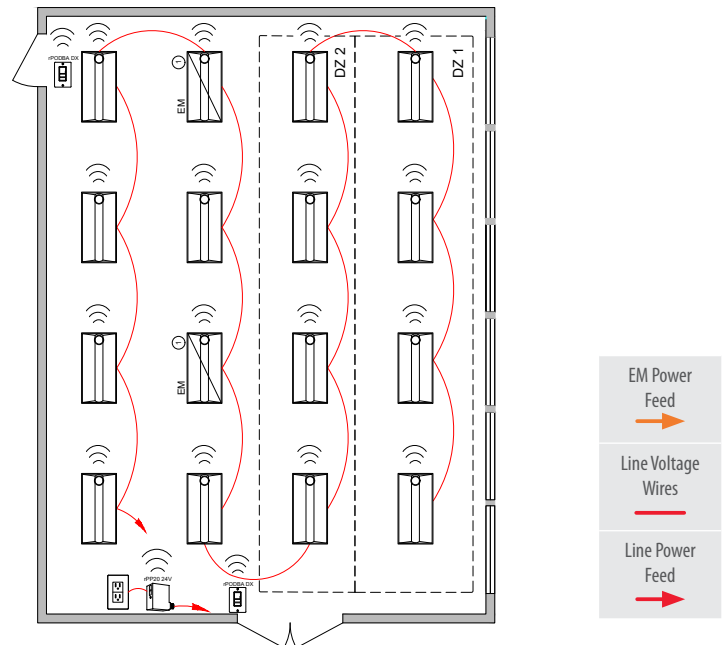 rPODBA DX
1
EM
DZ 2
DZ 1
1
EM
rPP20 24V
rPODBA DX
EM Power
Feed
Line Voltage
Wires
Line Power
Feed